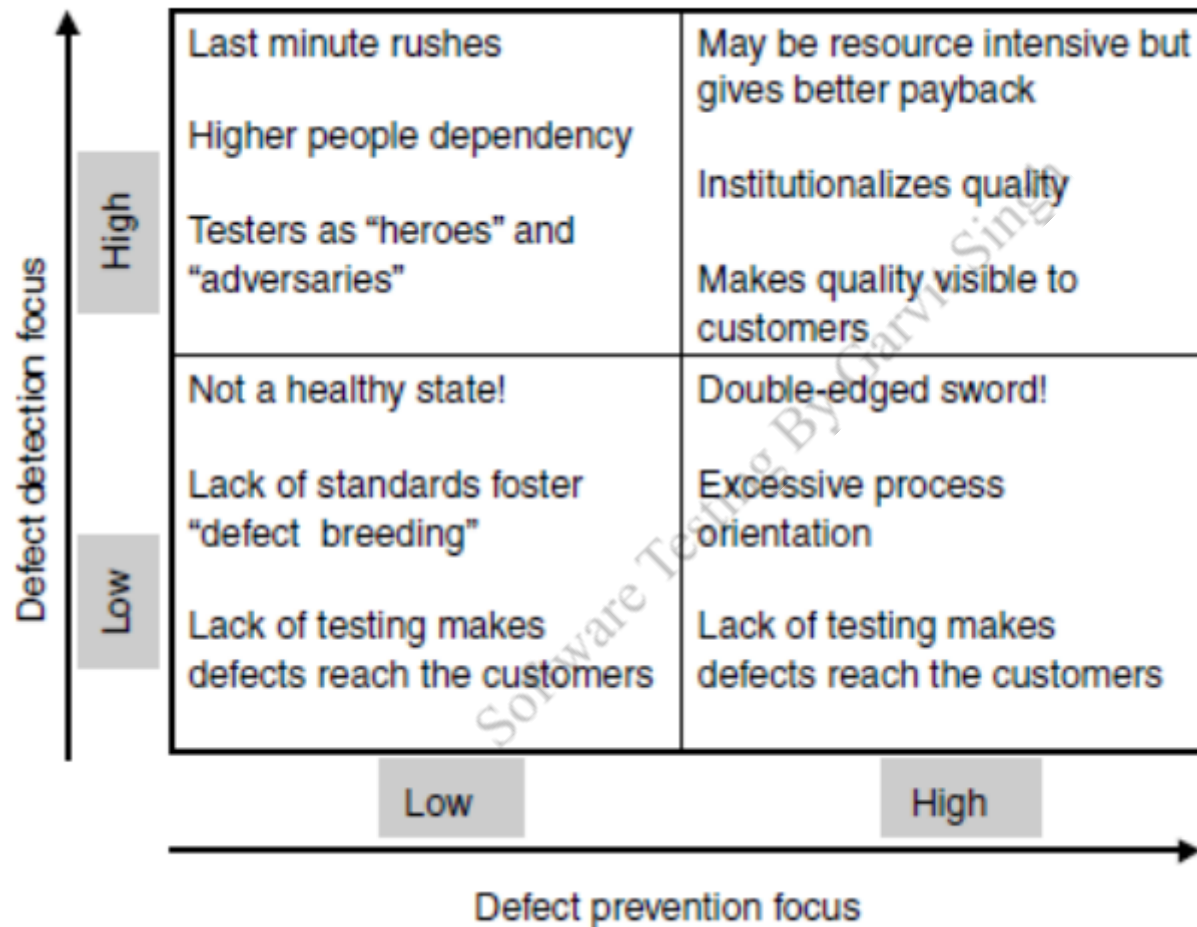 Last minute rushes
Higher people dependency
Testers as “heroes” and
“adversaries”
May be resource intensive but
gives better payback
Institutionalizes quality
Makes quality visible to
customers
Not a healthy state!
Lack of standards foster
“defect breeding”
Lack of testing makes
defects reach the customers
Double-edged sword!
Excessive process
orientation
Lack of testing makes
defects reach the customers
Defect detection focus
High
Low
Low
High
Defect prevention focus
Software Testing By Garvit Singh